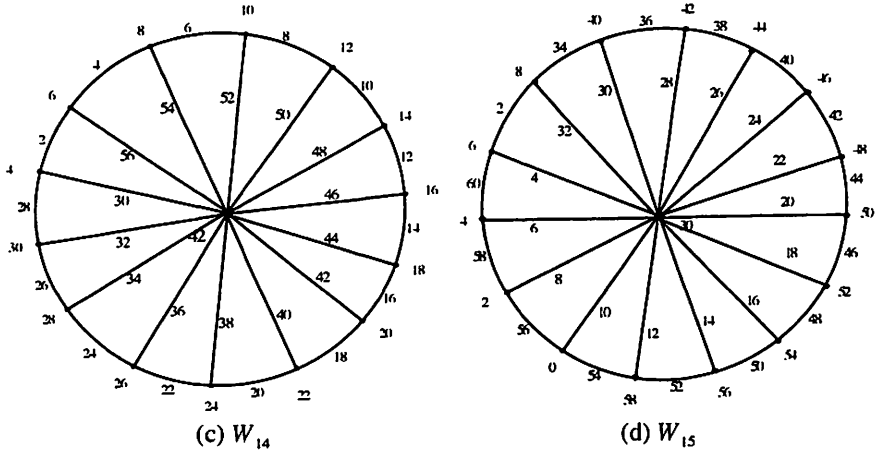 10
8 6 8 12
4 10
54 52 50
6 14
2 56 48 12
4 30 46 16
28 32 -42 44 14
30 34 42 18
26 36 38 40 16
28 20
24 18
26 22 24 20 22
(c) W₁₄
42
-40 36 38 -44
34 40
8 30 28 26 -46
2 32 24 42
6 4 22 -48
60 20 44
4 6 30 50
58 8 18 46
2 10 12 14 16 52
56 48
0 54 58 52 56 50 54
(d) W₁₅